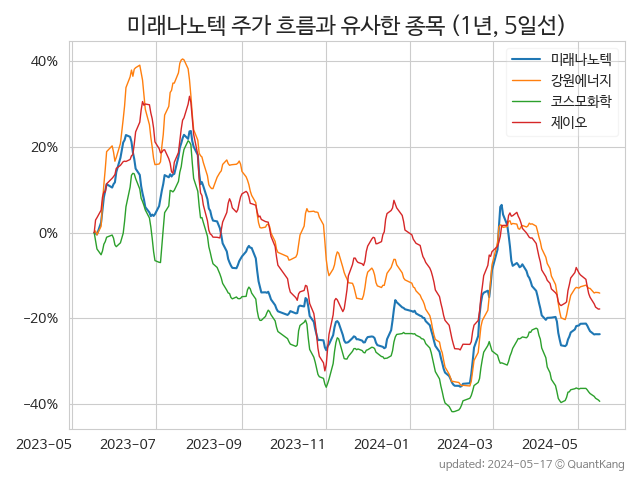 미래나노텍 주가 흐름과 유사한 종목 (1년, 5일선)
미래나노텍
강원에너지
코스모화학
제이오
40%
20%
0%
−20%
−40%
2023−05 2023−07 2023−09 2023−11 2024−01 2024−03 2024−05
updated: 2024−05−17 © QuantKang